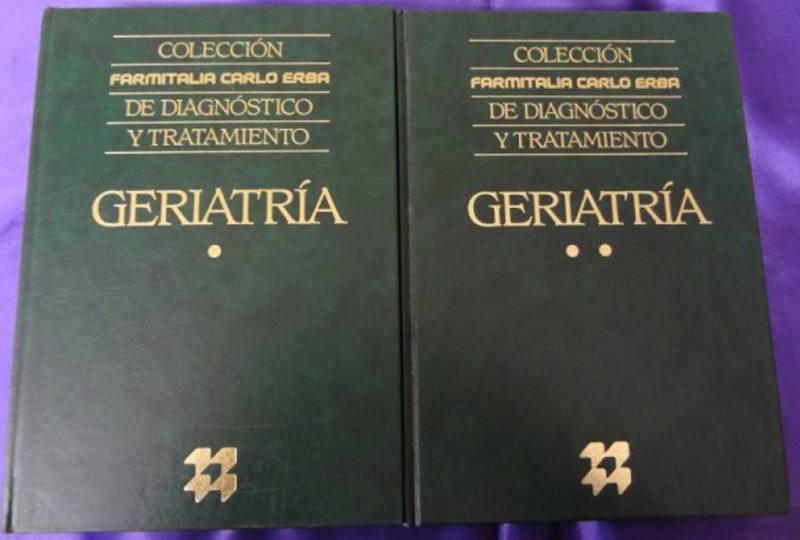 COLECCIÓN
FARMITALIA CARLO ERBA
DE DIAGNÓSTICO
Y TRATAMIENTO
GERIATRÍA
COLECCIÓN
FARMITALIA CARLO ERBA
DE DIAGNÓSTICO
Y TRATAMIENTO
GERIATRÍA